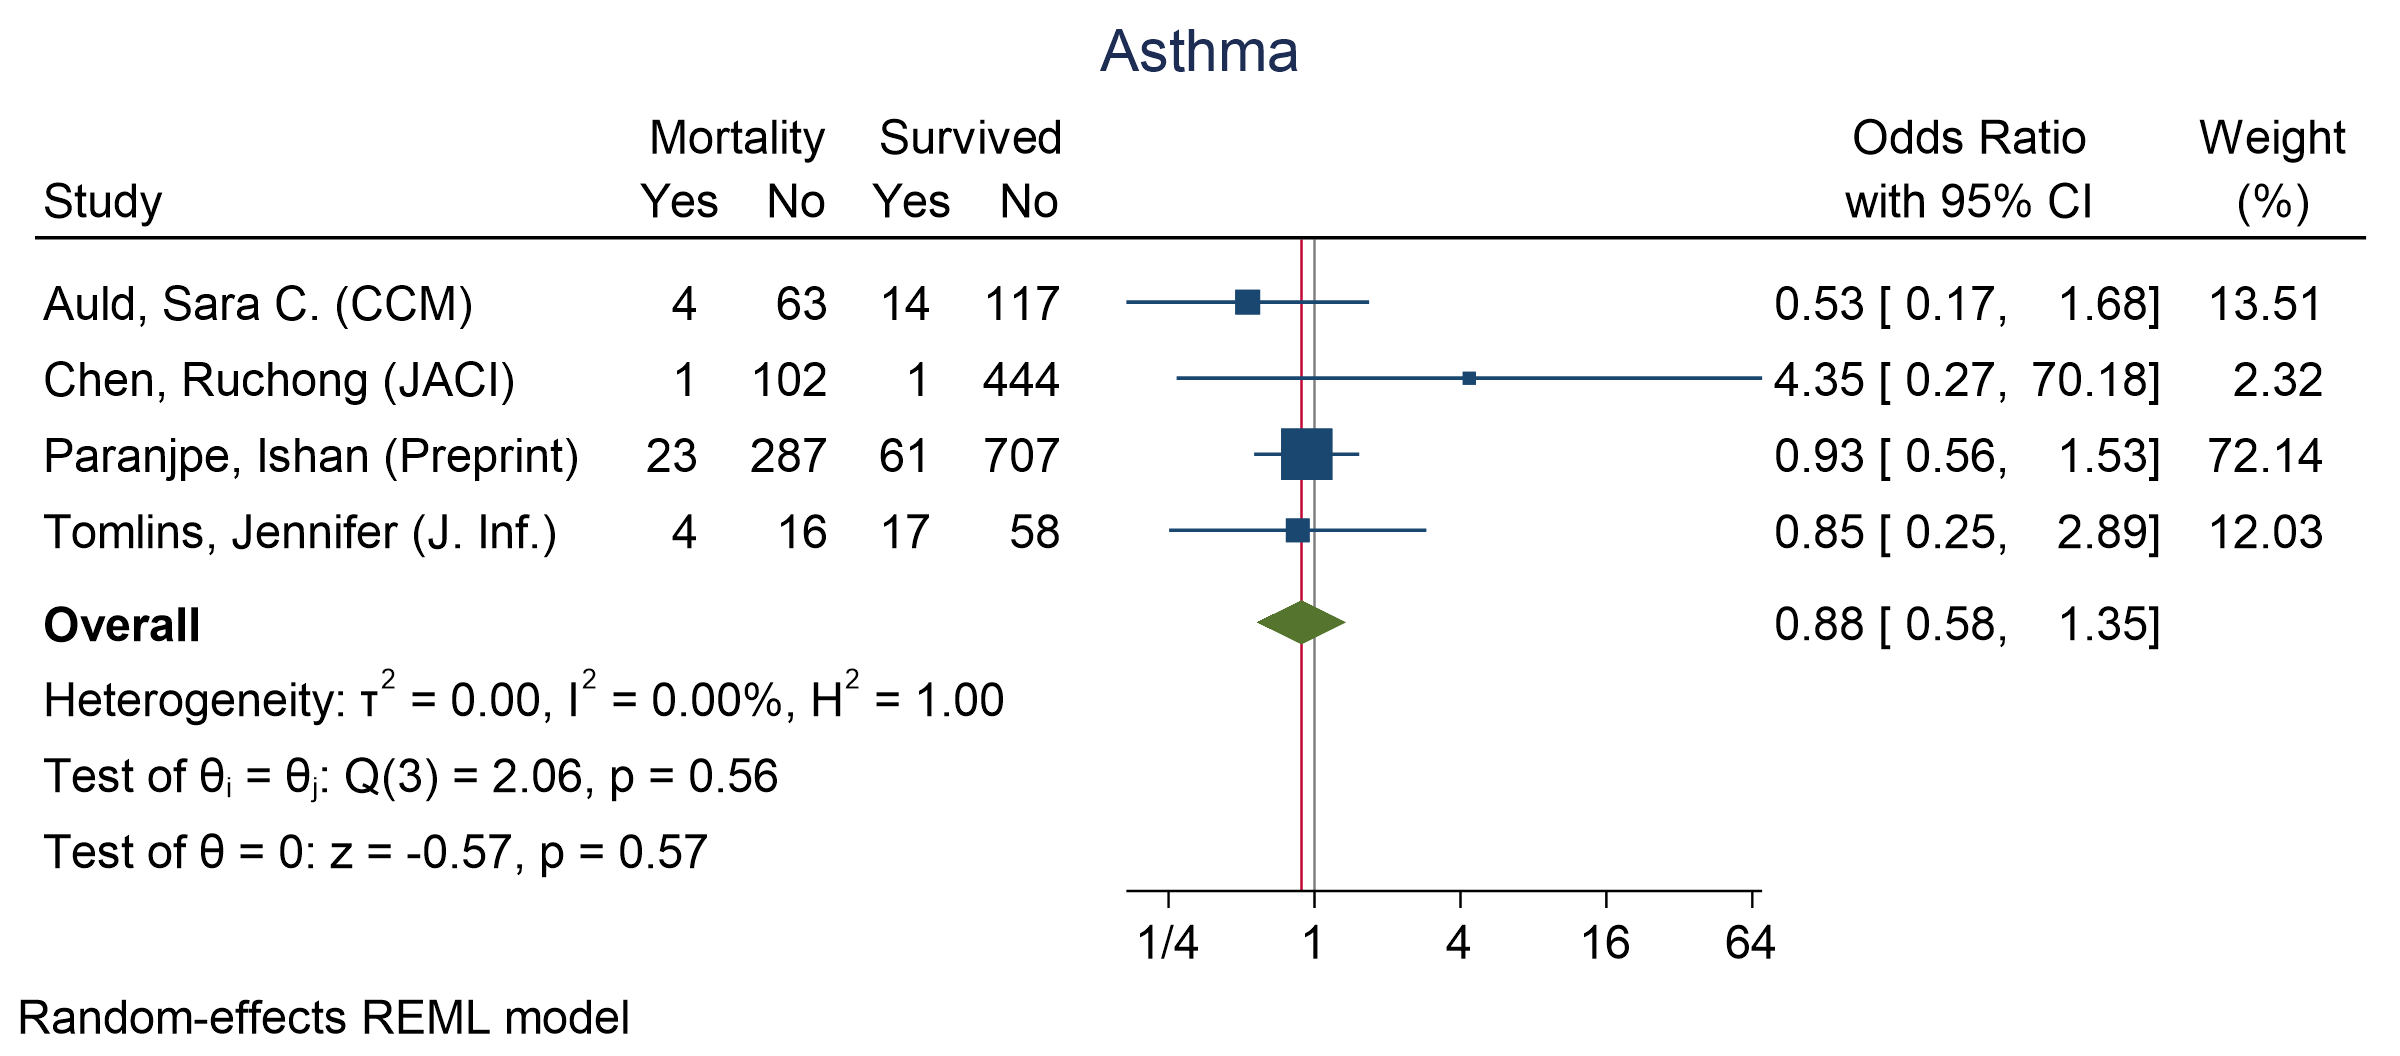 Asthma
Mortality Survived Odds Ratio Weight
Study Yes No Yes No with 95% CI (%)
Auld, Sara C. (CCM) 4 63 14 117 0.53 [ 0.17, 1.68] 13.51
Chen, Ruchong (JACI) 1 102 1 444 4.35 [ 0.27, 70.18] 2.32
Paranjpe, Ishan (Preprint) 23 287 61 707 0.93 [ 0.56, 1.53] 72.14
Tomlins, Jennifer (J. Inf.) 4 16 17 58 0.85 [ 0.25, 2.89] 12.03
Overall 0.88 [ 0.58, 1.35]
Heterogeneity: τ² = 0.00, I² = 0.00%, H² = 1.00
Test of θᵢ = θⱼ: Q(3) = 2.06, p = 0.56
Test of θ = 0: z = -0.57, p = 0.57
1/4 1 4 16 64
Random-effects REML model